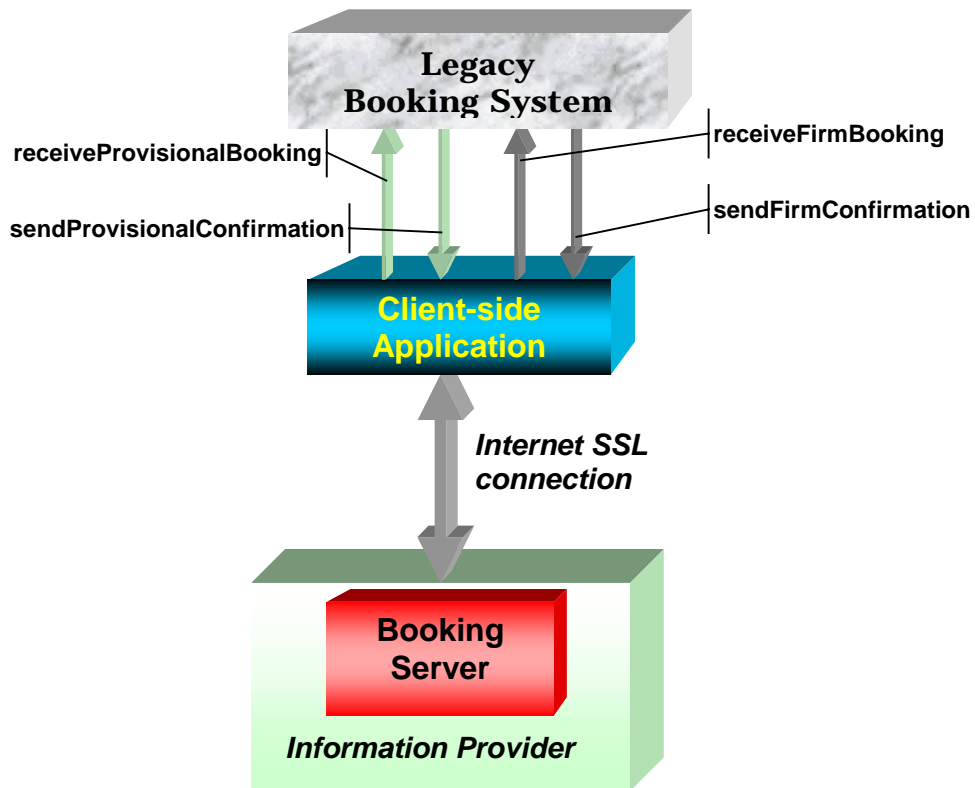 Legacy
Booking System
receiveProvisionalBooking
receiveFirmBooking
sendProvisionalConfirmation
sendFirmConfirmation
Client-side
Application
Internet SSL
connection
Booking
Server
Information Provider